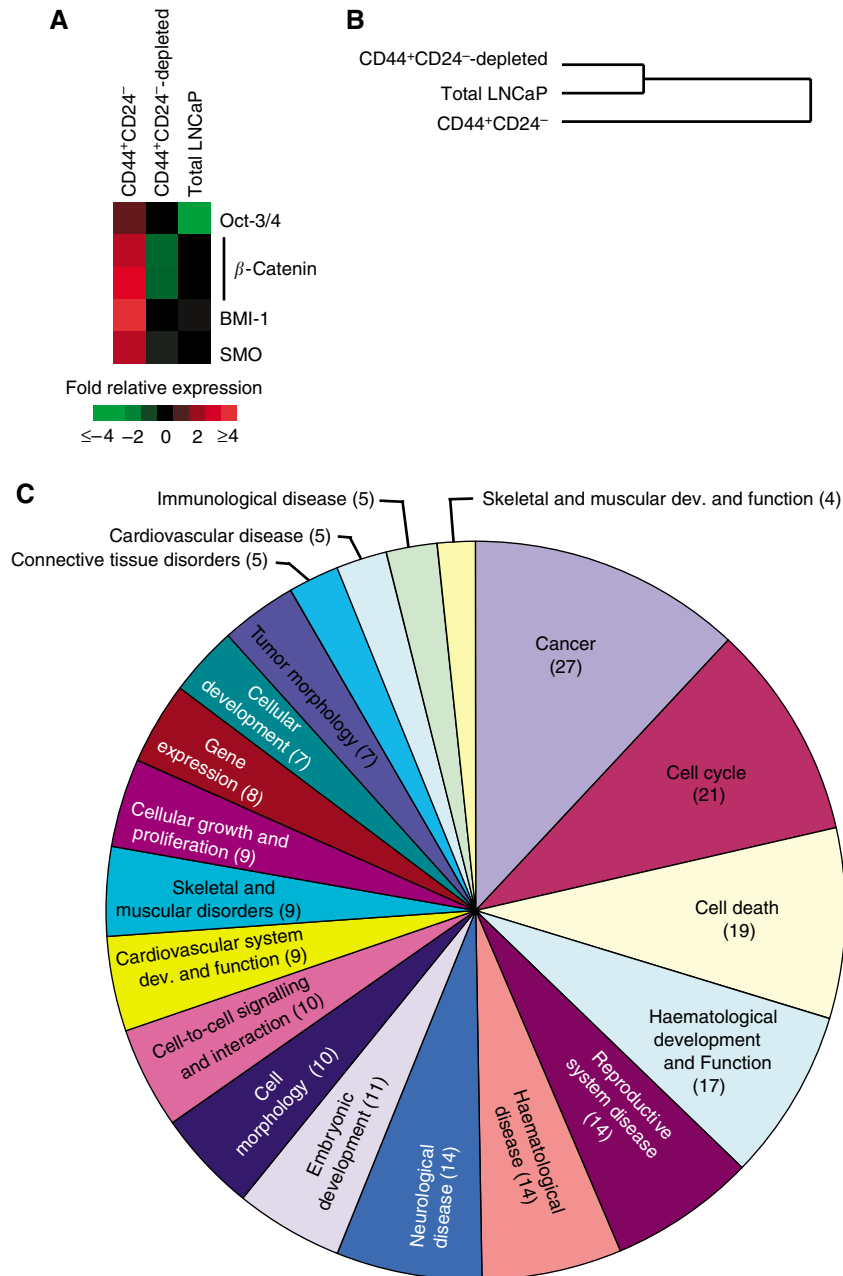 A
CD44⁺CD24⁻
CD44⁺CD24⁻-depleted
Total LNCaP
Oct-3/4
β-Catenin
BMI-1
SMO
Fold relative expression
≤−4 −2 0 2 ≥4
B
CD44⁺CD24⁻-depleted
Total LNCaP
CD44⁺CD24⁻
C
Immunological disease (5)
Skeletal and muscular dev. and function (4)
Cardiovascular disease (5)
Connective tissue disorders (5)
Cancer
(27)
Cell cycle
(21)
Cell death
(19)
Haematological
development
and Function
(17)
Reproductive
system disease
(14)
Haematological
disease (14)
Neurological
disease (14)
Embryonic
development (11)
Cell
morphology (10)
Cell-to-cell signalling
and interaction (10)
Cardiovascular system
dev. and function (9)
Skeletal and
muscular disorders (9)
Cellular growth and
proliferation (9)
Gene
expression (8)
Cellular
development (7)
Tumor morphology (7)